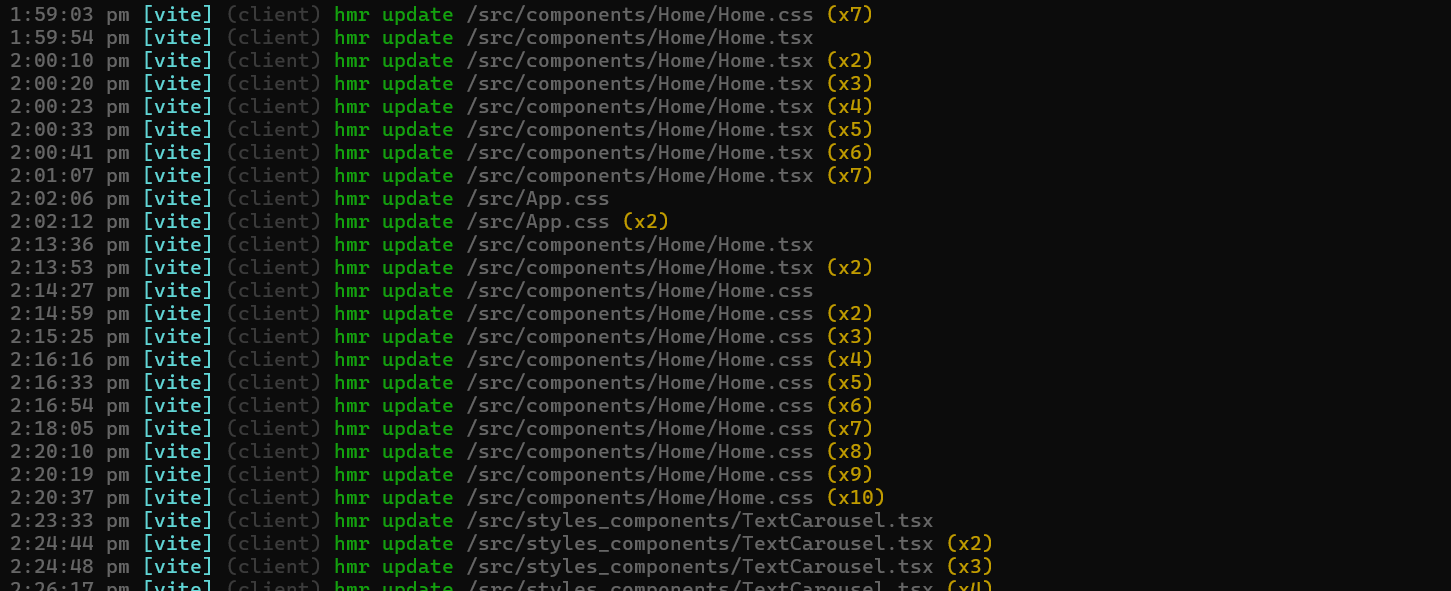 1:59:03 pm [vite] (client) hmr update /src/components/Home/Home.css (x7)
1:59:54 pm [vite] (client) hmr update /src/components/Home/Home.tsx
2:00:10 pm [vite] (client) hmr update /src/components/Home/Home.tsx (x2)
2:00:20 pm [vite] (client) hmr update /src/components/Home/Home.tsx (x3)
2:00:23 pm [vite] (client) hmr update /src/components/Home/Home.tsx (x4)
2:00:33 pm [vite] (client) hmr update /src/components/Home/Home.tsx (x5)
2:00:41 pm [vite] (client) hmr update /src/components/Home/Home.tsx (x6)
2:01:07 pm [vite] (client) hmr update /src/components/Home/Home.tsx (x7)
2:02:06 pm [vite] (client) hmr update /src/App.css
2:02:12 pm [vite] (client) hmr update /src/App.css (x2)
2:13:36 pm [vite] (client) hmr update /src/components/Home/Home.tsx
2:13:53 pm [vite] (client) hmr update /src/components/Home/Home.tsx (x2)
2:14:27 pm [vite] (client) hmr update /src/components/Home/Home.css
2:14:59 pm [vite] (client) hmr update /src/components/Home/Home.css (x2)
2:15:25 pm [vite] (client) hmr update /src/components/Home/Home.css (x3)
2:16:16 pm [vite] (client) hmr update /src/components/Home/Home.css (x4)
2:16:33 pm [vite] (client) hmr update /src/components/Home/Home.css (x5)
2:16:54 pm [vite] (client) hmr update /src/components/Home/Home.css (x6)
2:18:05 pm [vite] (client) hmr update /src/components/Home/Home.css (x7)
2:20:10 pm [vite] (client) hmr update /src/components/Home/Home.css (x8)
2:20:19 pm [vite] (client) hmr update /src/components/Home/Home.css (x9)
2:20:37 pm [vite] (client) hmr update /src/components/Home/Home.css (x10)
2:23:33 pm [vite] (client) hmr update /src/styles_components/TextCarousel.tsx
2:24:44 pm [vite] (client) hmr update /src/styles_components/TextCarousel.tsx (x2)
2:24:48 pm [vite] (client) hmr update /src/styles_components/TextCarousel.tsx (x3)
2:26:17 pm [vite] (client) hmr update /src/styles_components/TextCarousel.tsx (x4)